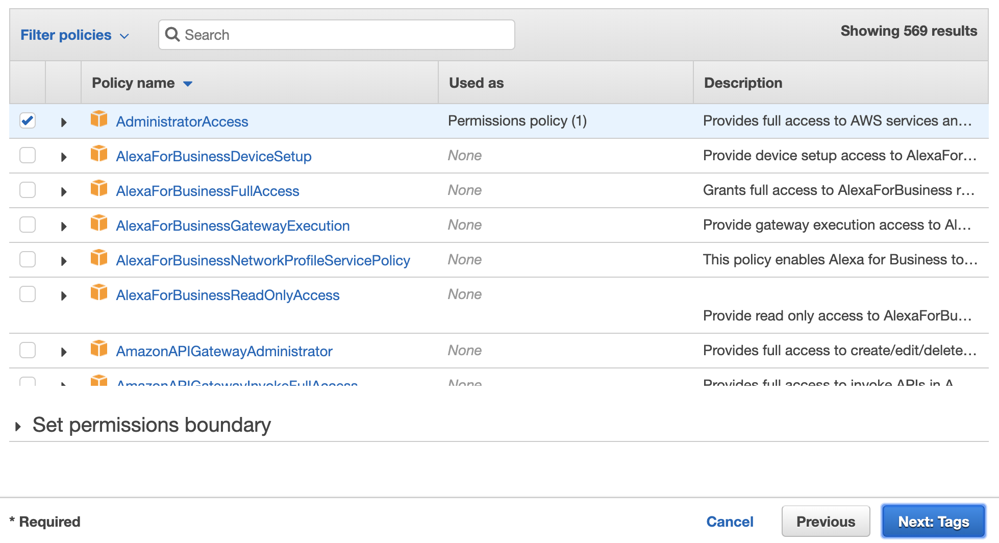 Filter policies
Search
Showing 569 results
Policy name
Used as
Description
AdministratorAccess
Permissions policy (1)
Provides full access to AWS services an…
AlexaForBusinessDeviceSetup
None
Provide device setup access to AlexaFor…
AlexaForBusinessFullAccess
None
Grants full access to AlexaForBusiness r…
AlexaForBusinessGatewayExecution
None
Provide gateway execution access to Al…
AlexaForBusinessNetworkProfileServicePolicy
None
This policy enables Alexa for Business to…
AlexaForBusinessReadOnlyAccess
None
Provide read only access to AlexaForBu…
AmazonAPIGatewayAdministrator
None
Provides full access to create/edit/delete…
AmazonAPIGatewayInvokeFullAccess
None
Provides full access to invoke APIs in A
Set permissions boundary
* Required
Cancel
Previous
Next: Tags